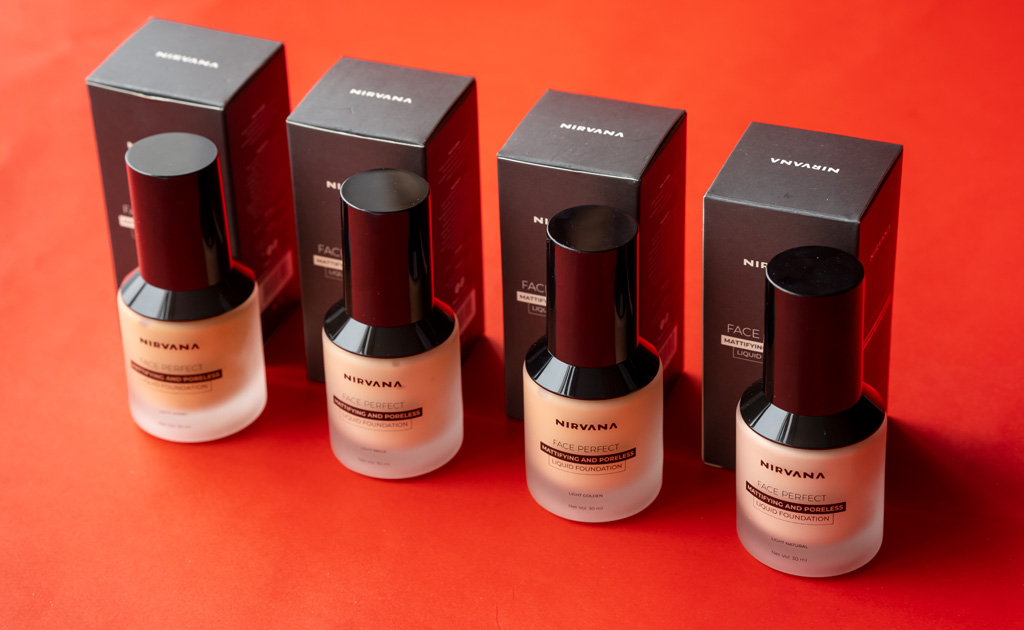 NIRVANA
NIRVANA
FACE PERFECT
MATTIFYING AND PORELESS
LIQUID FOUNDATION
NIRVANA
NIRVANA
FACE PERFECT
MATTIFYING AND PORELESS
LIQUID FOUNDATION
NIRVANA
NIRVANA
FACE PERFECT
MATTIFYING AND PORELESS
LIQUID FOUNDATION
LIGHT GOLDEN
Net vol 30 ml
NIRVANA
FACE
MATTIFYING
LIQUID
NIRVANA
FACE PERFECT
MATTIFYING AND PORELESS
LIQUID FOUNDATION
LIGHT NATURAL
Net vol 30 ml